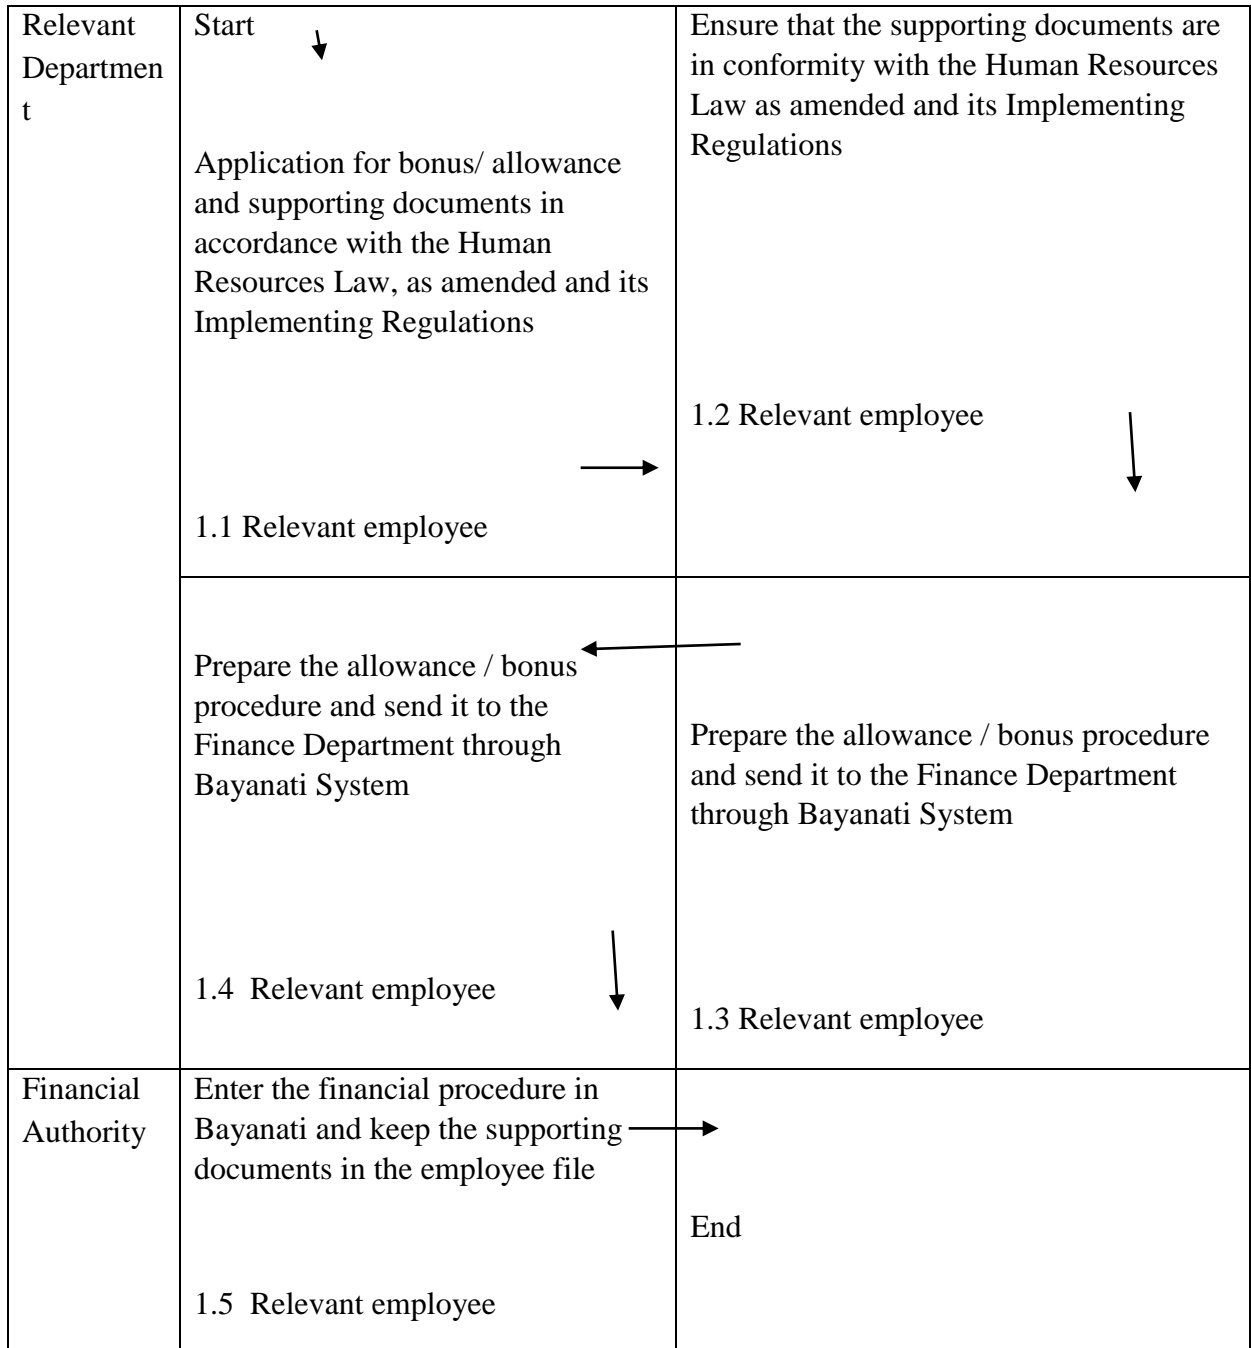 Relevant
Departmen
t
Start
Application for bonus/ allowance
and supporting documents in
accordance with the Human
Resources Law, as amended and its
Implementing Regulations
1.1 Relevant employee
Ensure that the supporting documents are
in conformity with the Human Resources
Law as amended and its Implementing
Regulations
1.2 Relevant employee
Prepare the allowance / bonus
procedure and send it to the
Finance Department through
Bayanati System
1.4 Relevant employee
Prepare the allowance / bonus procedure
and send it to the Finance Department
through Bayanati System
1.3 Relevant employee
Financial
Authority
Enter the financial procedure in
Bayanati and keep the supporting
documents in the employee file
1.5 Relevant employee
End